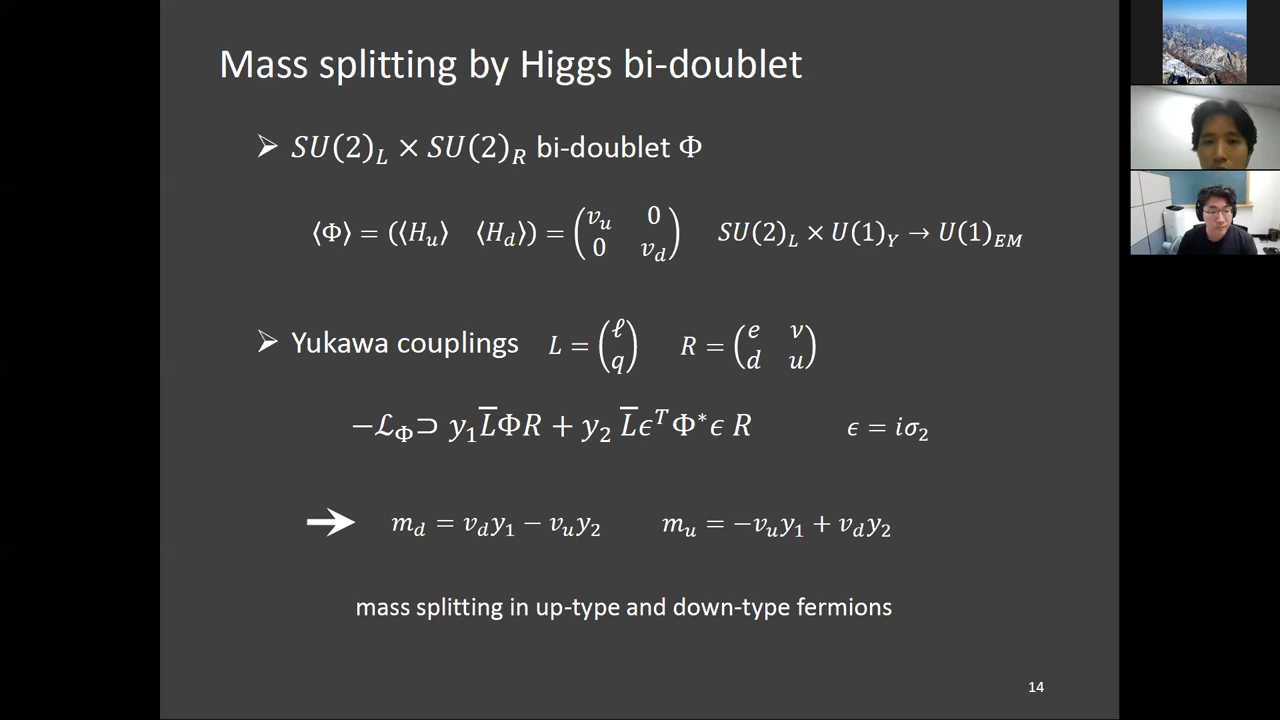 Mass splitting by Higgs bi-doublet
➢ 𝑆𝑈(2)_L × 𝑆𝑈(2)_R bi-doublet Φ
⟨Φ⟩ = (⟨H_u⟩ ⟨H_d⟩) = (v_u 0; 0 v_d) SU(2)_L × U(1)_Y → U(1)_EM
➢ Yukawa couplings L = (ℓ; q) R = (e ν; d u)
−ℒ_Φ ⊃ y_1 L̅ΦR + y_2 L̅ϵ^TΦ^*ϵ R ϵ = iσ_2
➔ m_d = v_d y_1 − v_u y_2 m_u = −v_u y_1 + v_d y_2
mass splitting in up-type and down-type fermions
14